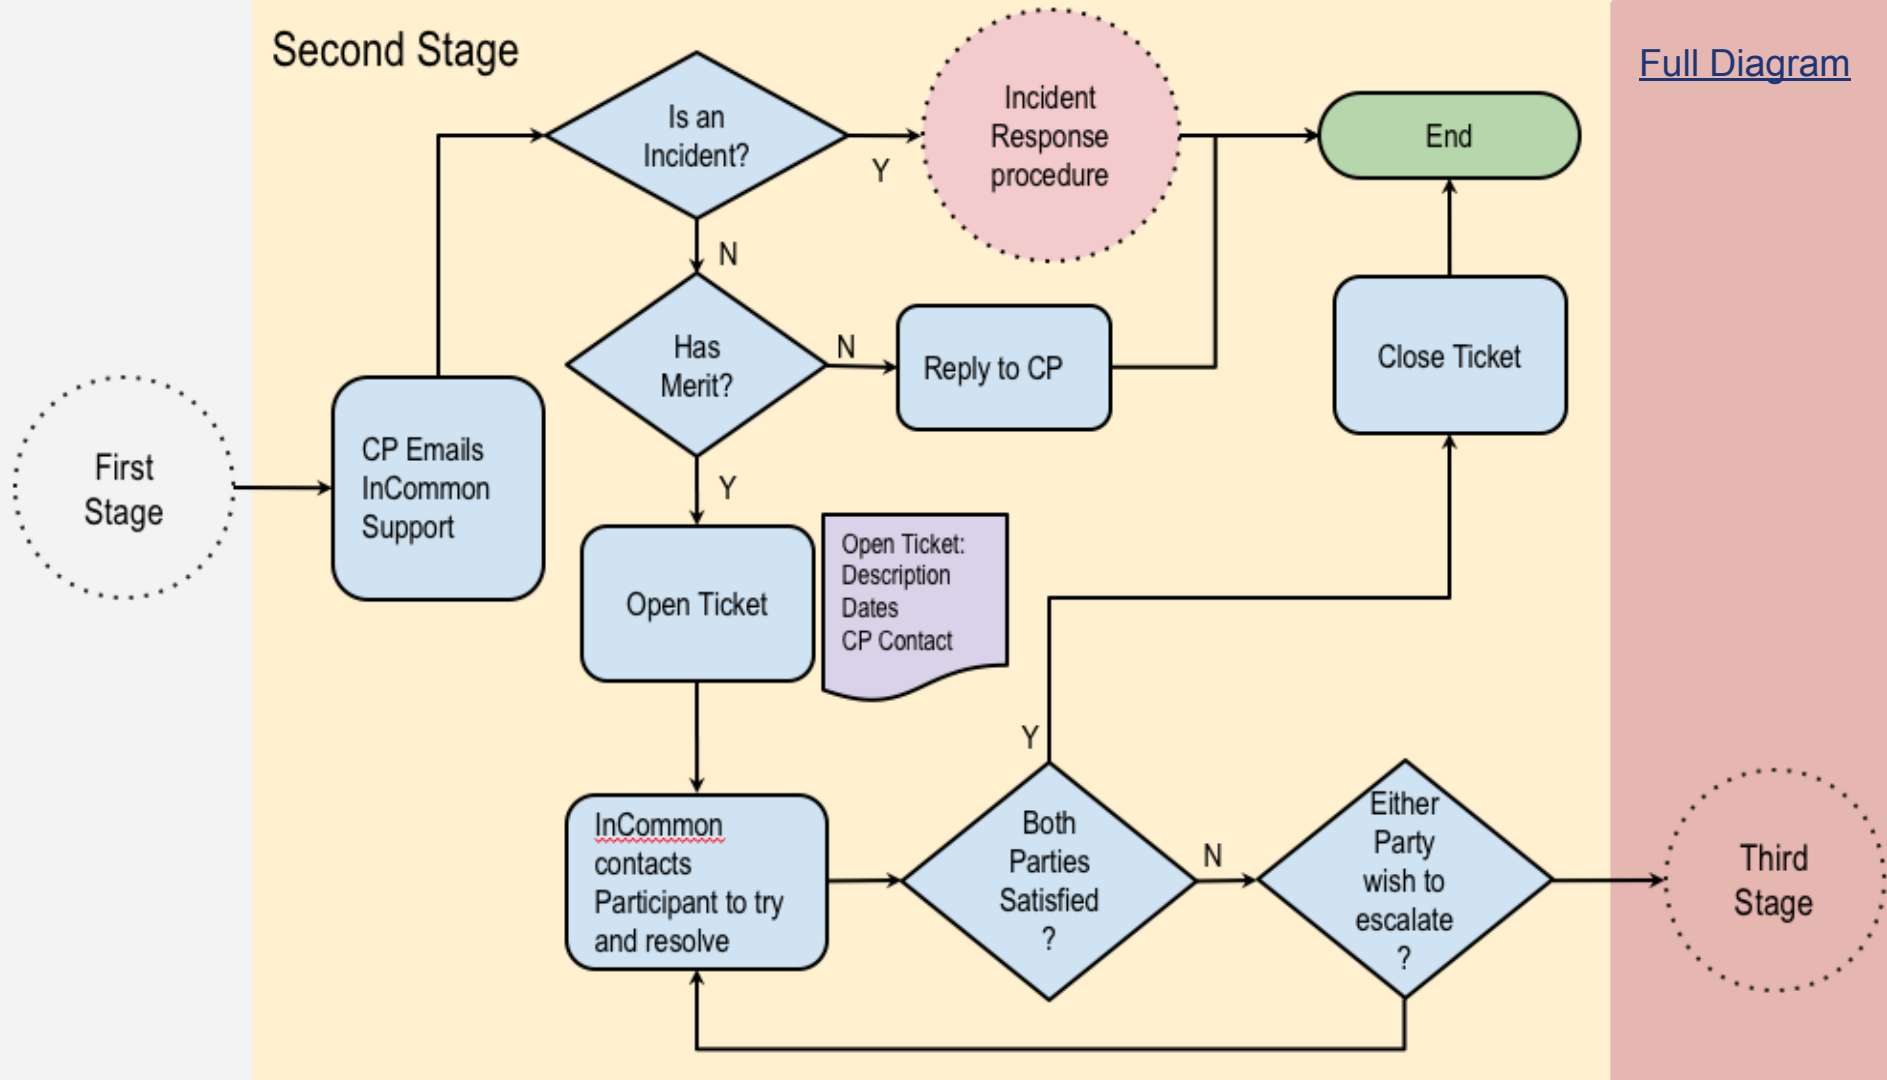 Second Stage
Full Diagram
Is an
Incident?
Y
Incident
Response
procedure
End
N
Has
Merit?
N
Reply to CP
Close Ticket
First
Stage
CP Emails
InCommon
Support
Y
Open Ticket
Open Ticket:
Description
Dates
CP Contact
Y
InCommon
contacts
Participant to try
and resolve
Both
Parties
Satisfied
?
N
Either
Party
wish to
escalate
?
Third
Stage